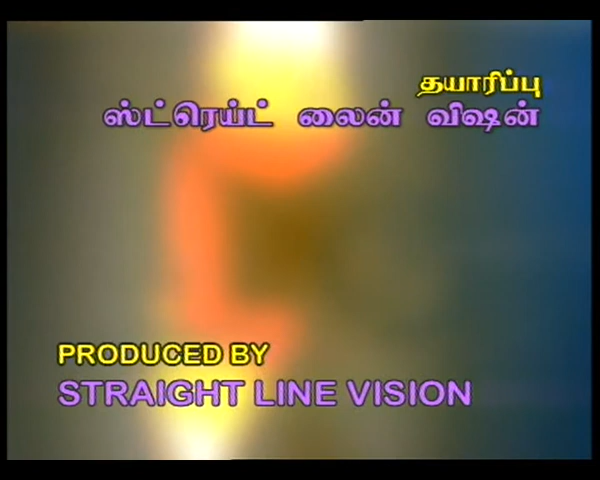 தயாரிப்பு
ஸ்ட்ரெய்ட் லைன் விஷன்
PRODUCED BY
STRAIGHT LINE VISION